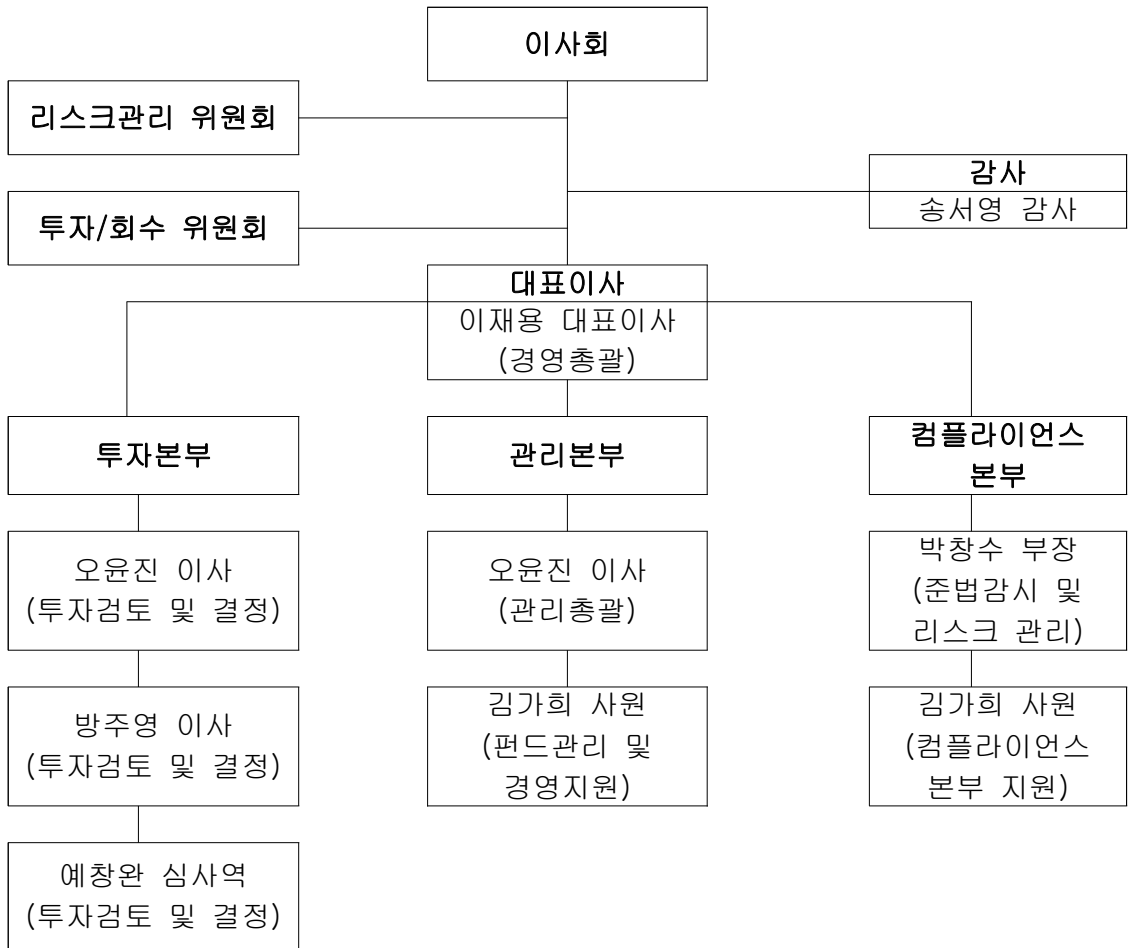 이사회
리스크관리 위원회
감사
송서영 감사
투자/회수 위원회
대표이사
이재용 대표이사
(경영총괄)
투자본부
관리본부
컴플라이언스
본부
오윤진 이사
(투자검토 및 결정)
오윤진 이사
(관리총괄)
박창수 부장
(준법감시 및
리스크 관리)
방주영 이사
(투자검토 및 결정)
김가희 사원
(펀드관리 및
경영지원)
김가희 사원
(컴플라이언스
본부 지원)
예창완 심사역
(투자검토 및 결정)